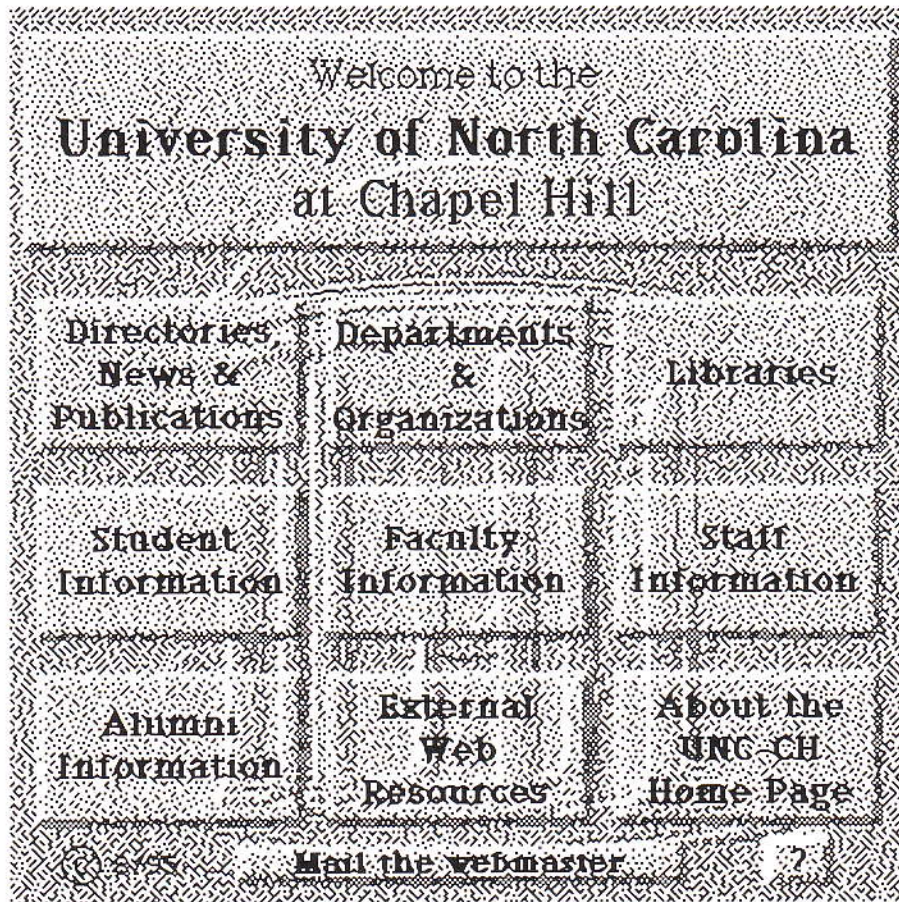 Welcome to the
University of North Carolina
at Chapel Hill
Directories,
News &
Publications
Departments
&
Organizations
Libraries
Student
Information
Faculty
Information
Staff
Information
Alumni
Information
External
Web
Resources
About the
UNC-CH
Home Page
© Mail the webmaster ?